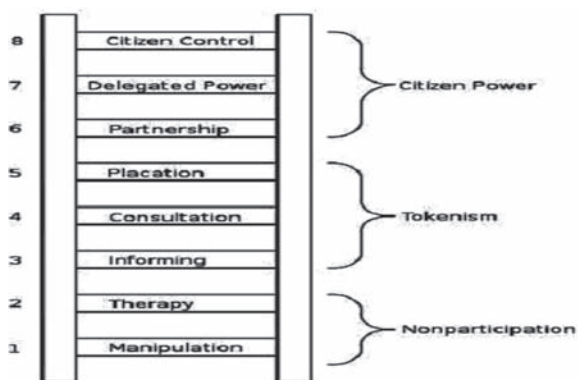 8 Citizen Control
7 Delegated Power Citizen Power
6 Partnership
5 Placation
4 Consultation Tokenism
3 Informing
2 Therapy
Nonparticipation
1 Manipulation